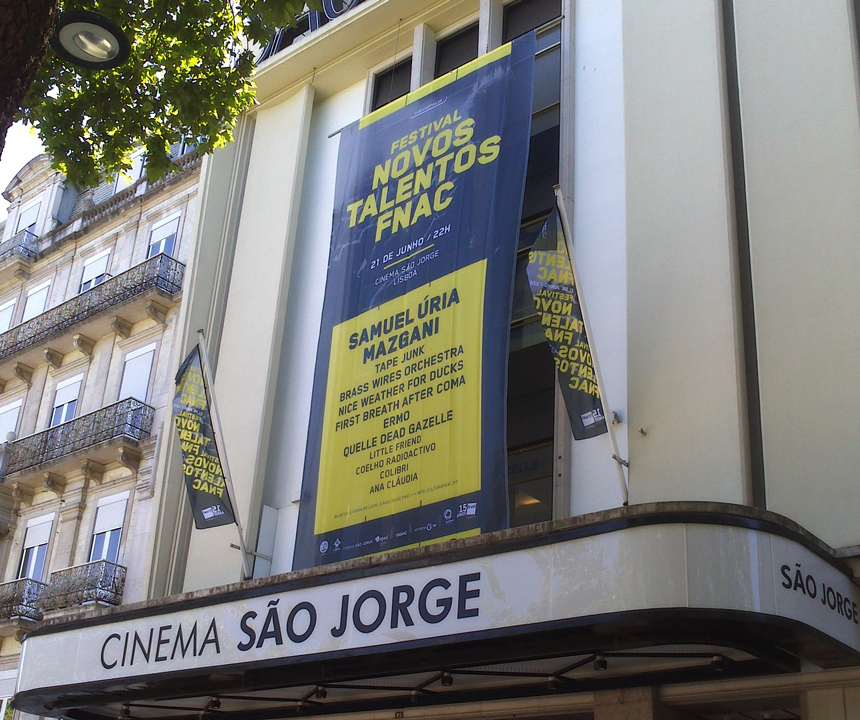 FESTIVAL
NOVOS
TALENTOS
FNAC
21 DE JUNHO / 22H
CINEMA SÃO JORGE
LISBOA
SAMUEL ÚRIA
MAZGANI
TAPE JUNK
BRASS WIRES ORCHESTRA
NICE WEATHER FOR DUCKS
FIRST BREATH AFTER COMA
ERMO
QUELLE DEAD GAZELLE
LITTLE FRIEND
COELHO RADIOACTIVO
COLIBRI
ANA CLÁUDIA
15
CINEMA SÃO JORGE
SÃO JORGE
175